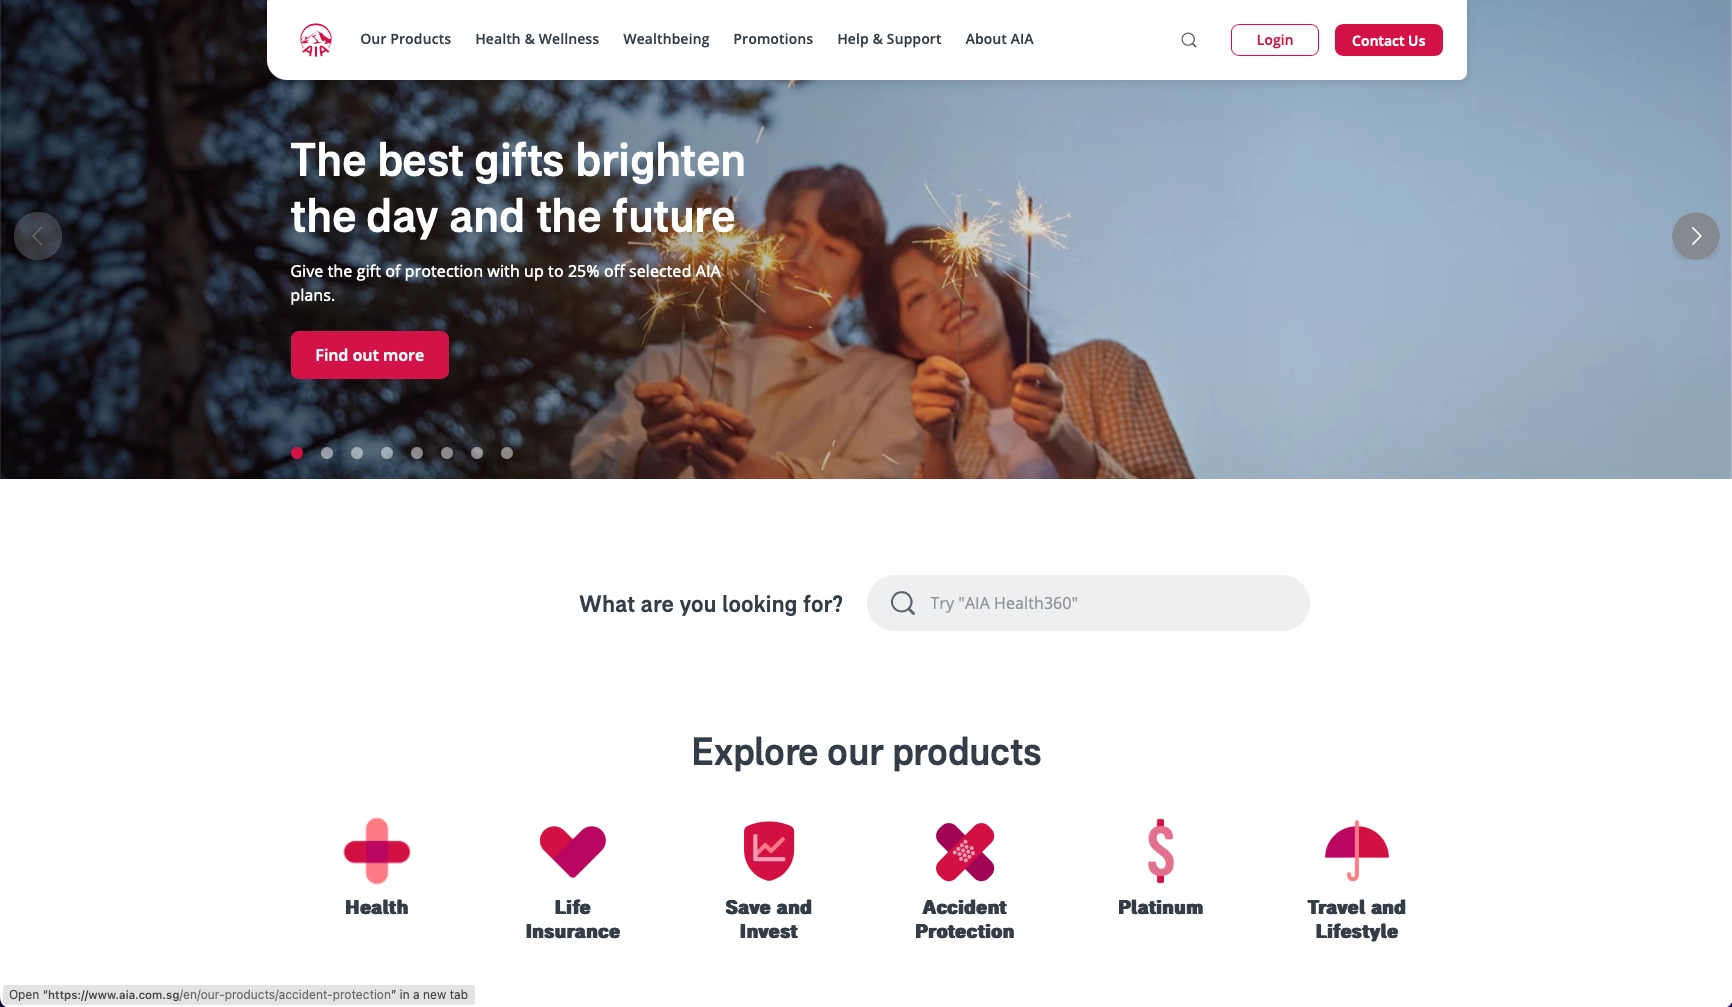 AIA
Our Products
Health & Wellness
Wealthbeing
Promotions
Help & Support
About AIA
Login
Contact Us
The best gifts brighten
the day and the future
Give the gift of protection with up to 25% off selected AIA
plans.
Find out more
What are you looking for?
Try "AIA Health360"
Explore our products
Health
Life
Insurance
Save and
Invest
Accident
Protection
Platinum
Travel and
Lifestyle
Open "https://www.aia.com.sg/en/our-products/accident-protection" in a new tab